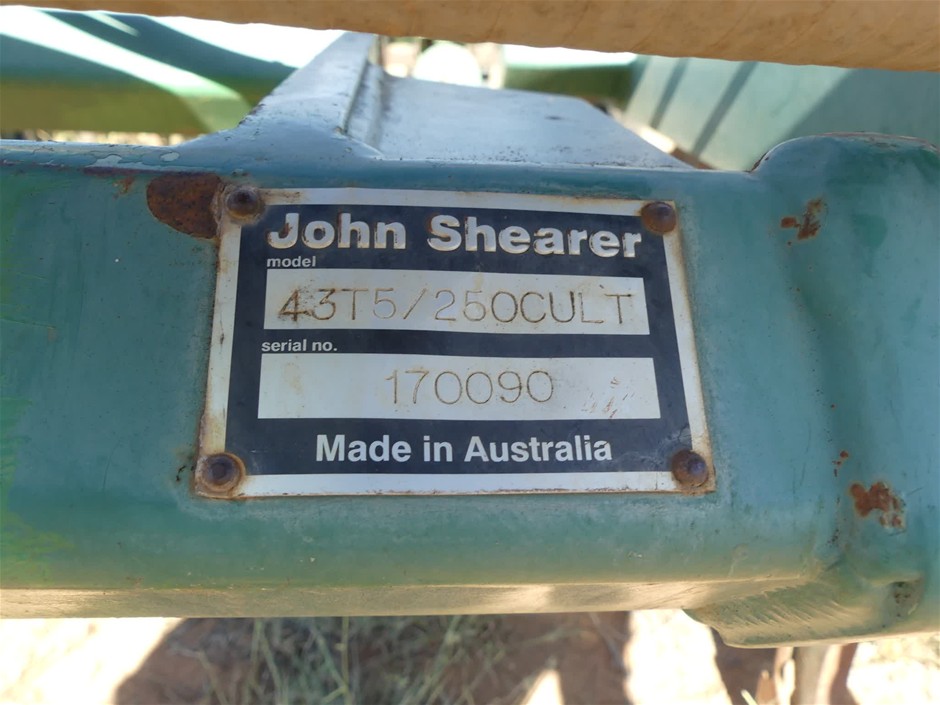 John Shearer
model
43T5/250CULT
serial no.
170090
Made in Australia